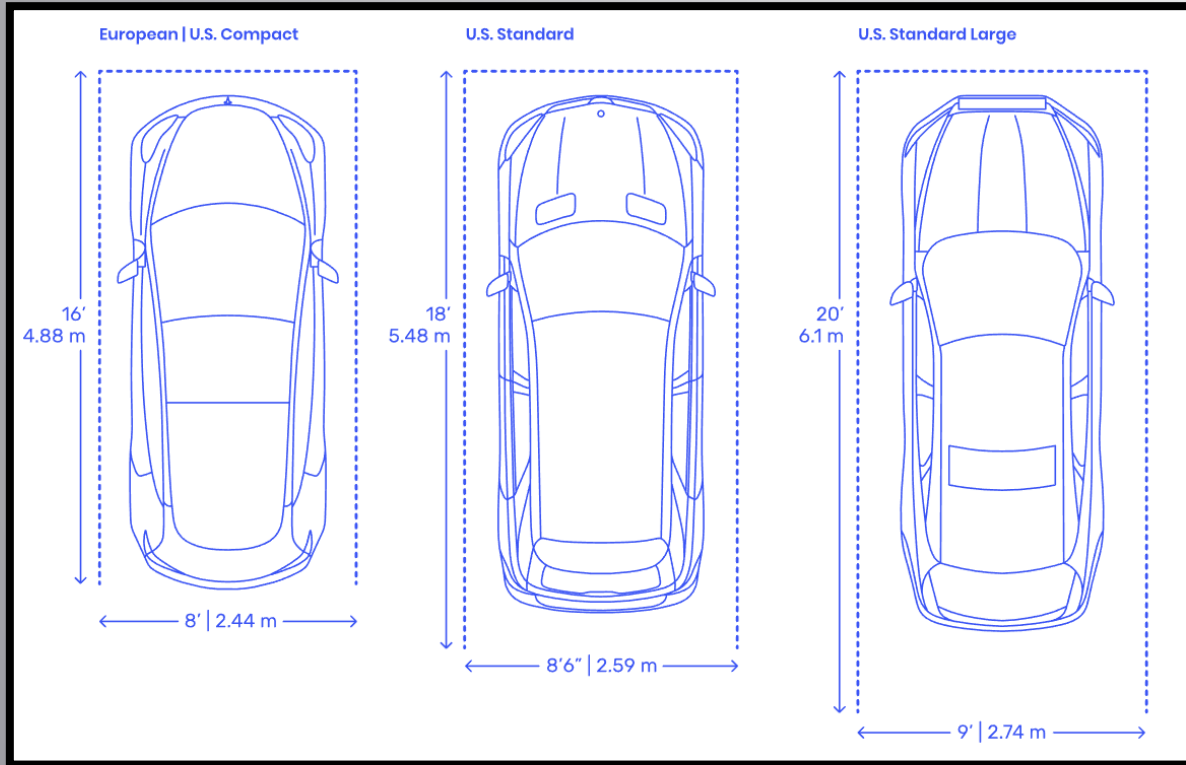 European | U.S. Compact
16’
4.88 m
8’ | 2.44 m
U.S. Standard
18’
5.48 m
8’6” | 2.59 m
U.S. Standard Large
20’
6.1 m
9’ | 2.74 m